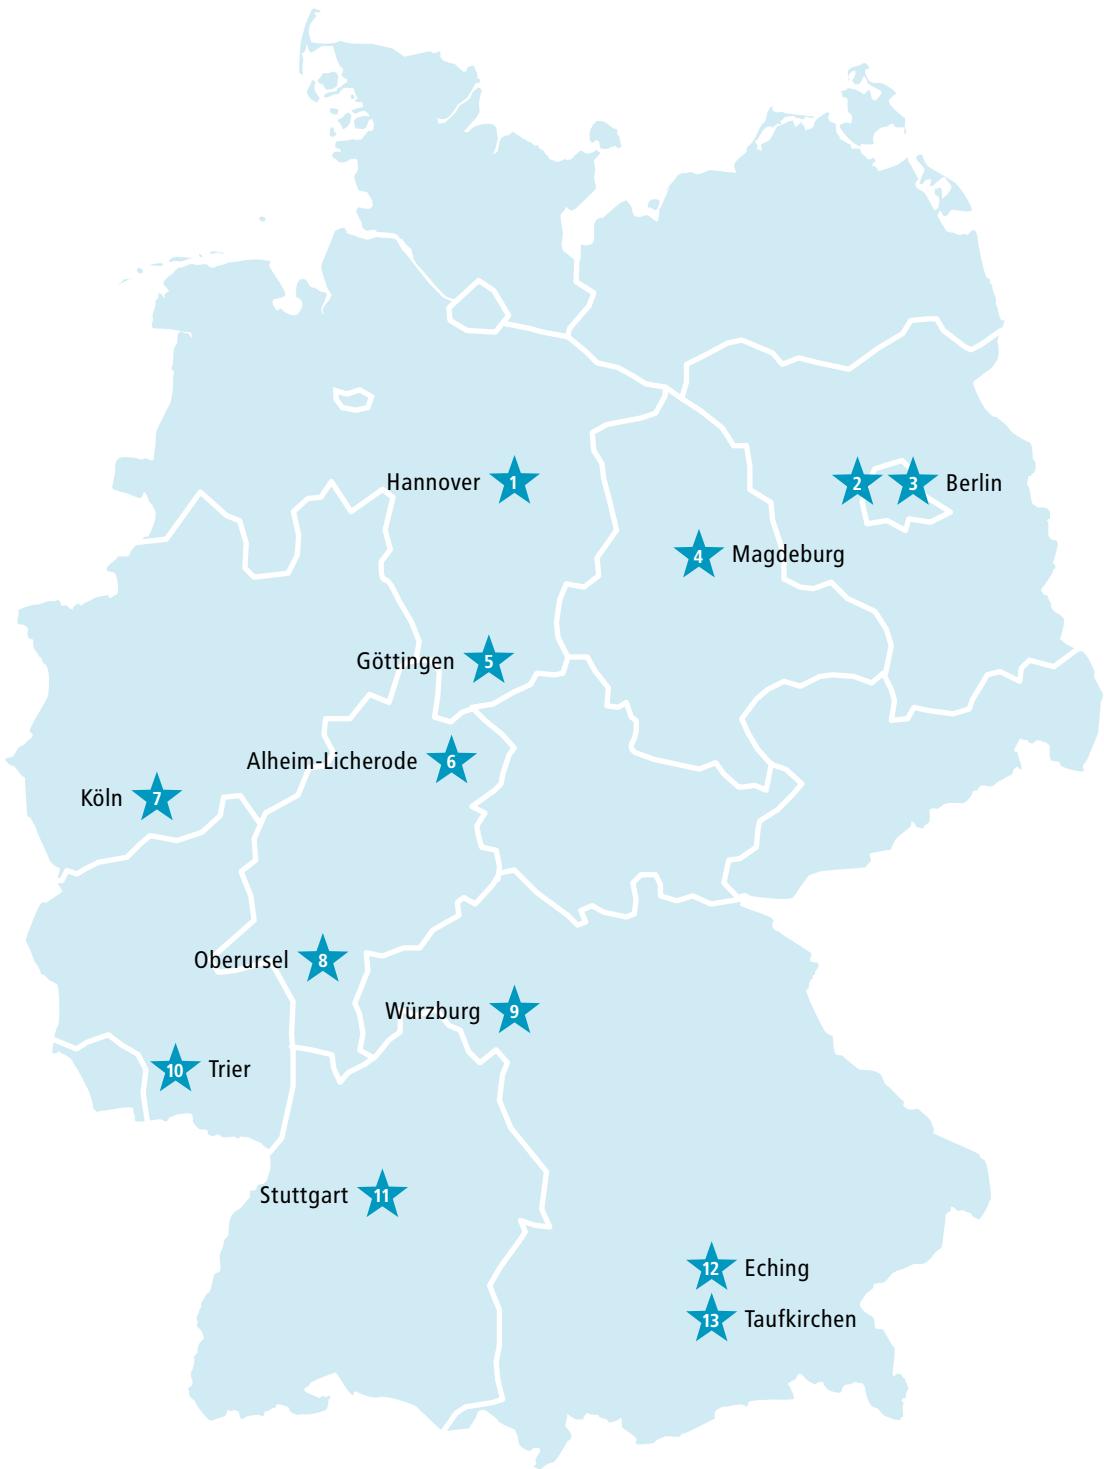 Hannover 1
2 3 Berlin
4 Magdeburg
Göttingen 5
Alheim-Licherode 6
Köln 7
Oberursel 8
Würzburg 9
10 Trier
Stuttgart 11
12 Eching
13 Taufkirchen